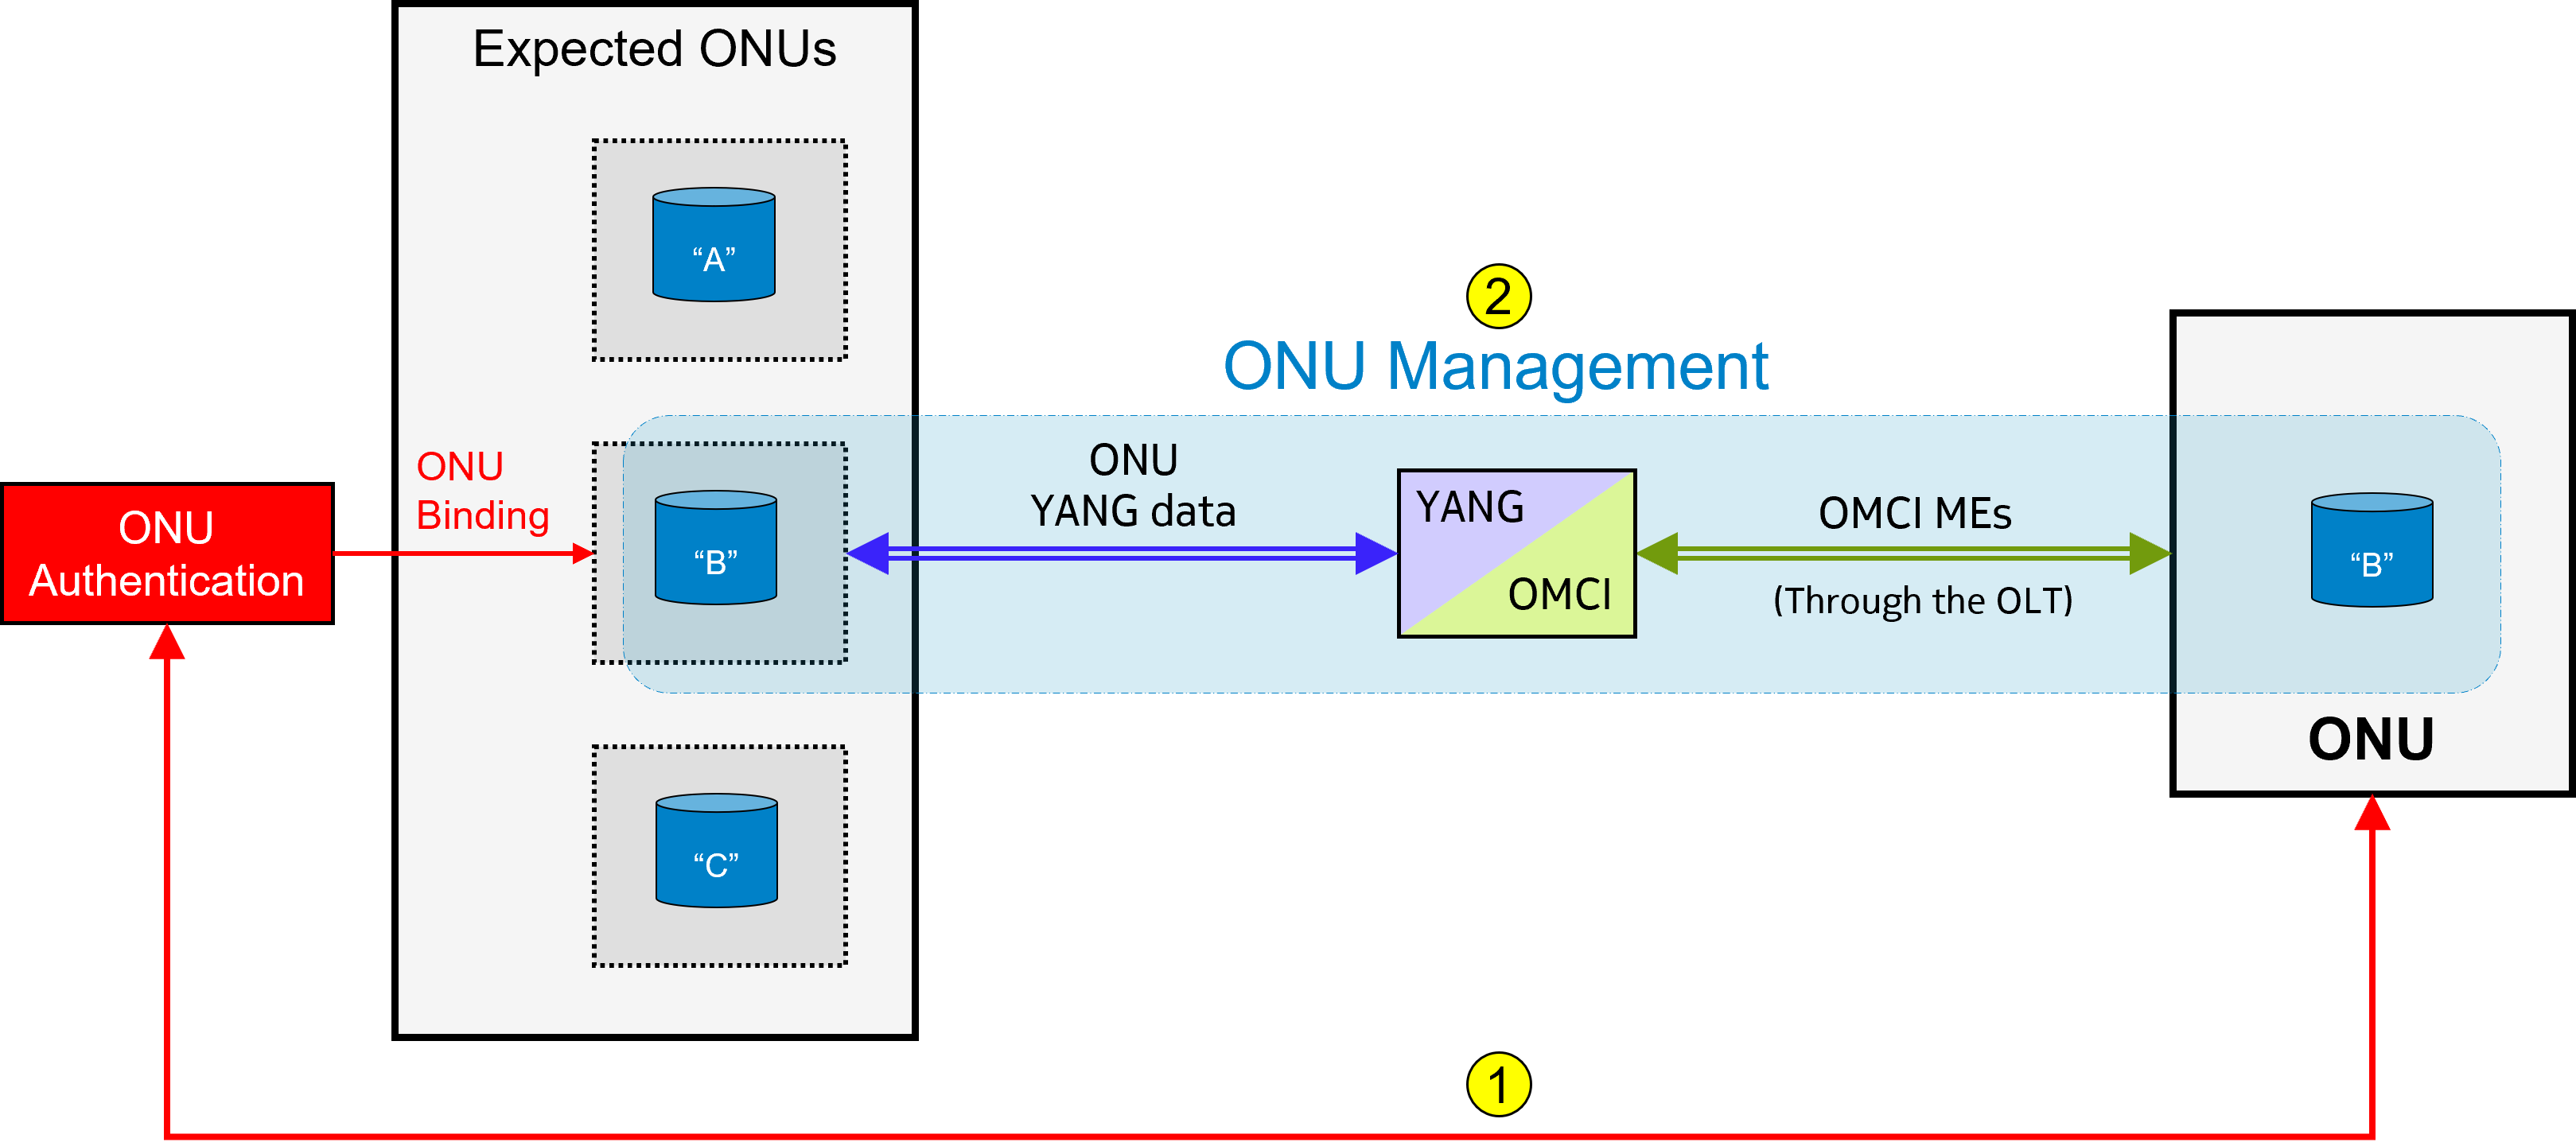 Expected ONUs
“A”
2
ONU Management
ONU
Binding
ONU
Authentication
“B”
ONU
YANG data
YANG
OMCI
OMCI MEs
(Through the OLT)
“B”
ONU
“C”
1